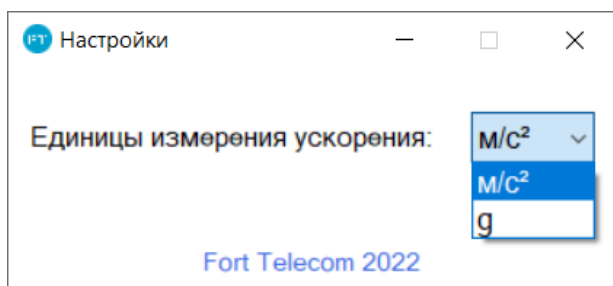 FT Настройки
Единицы измерения ускорения: м/с²
м/с²
g
Fort Telecom 2022